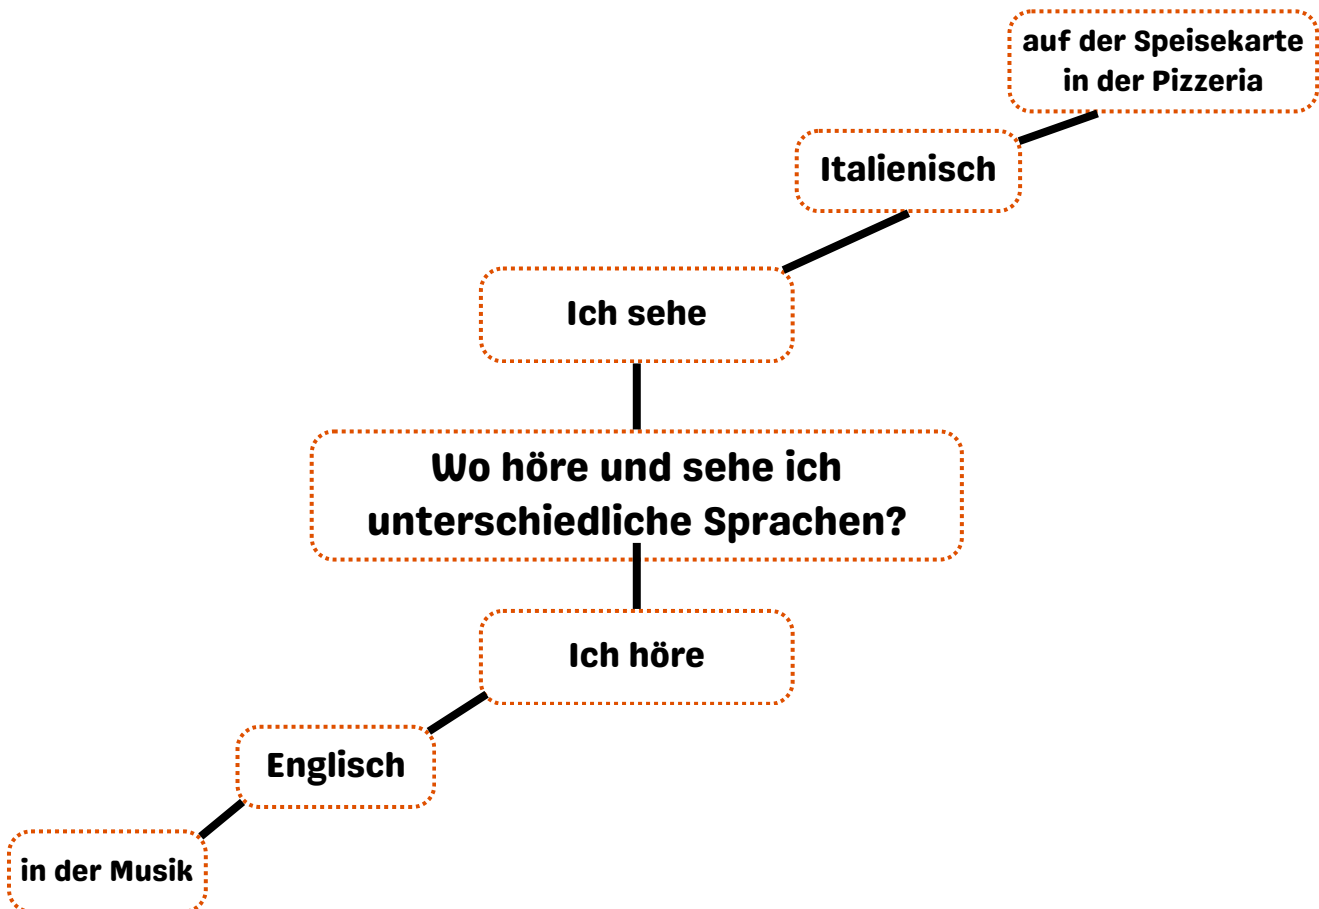 auf der Speisekarte
in der Pizzeria
Italienisch
Ich sehe
Wo höre und sehe ich
unterschiedliche Sprachen?
Ich höre
Englisch
in der Musik